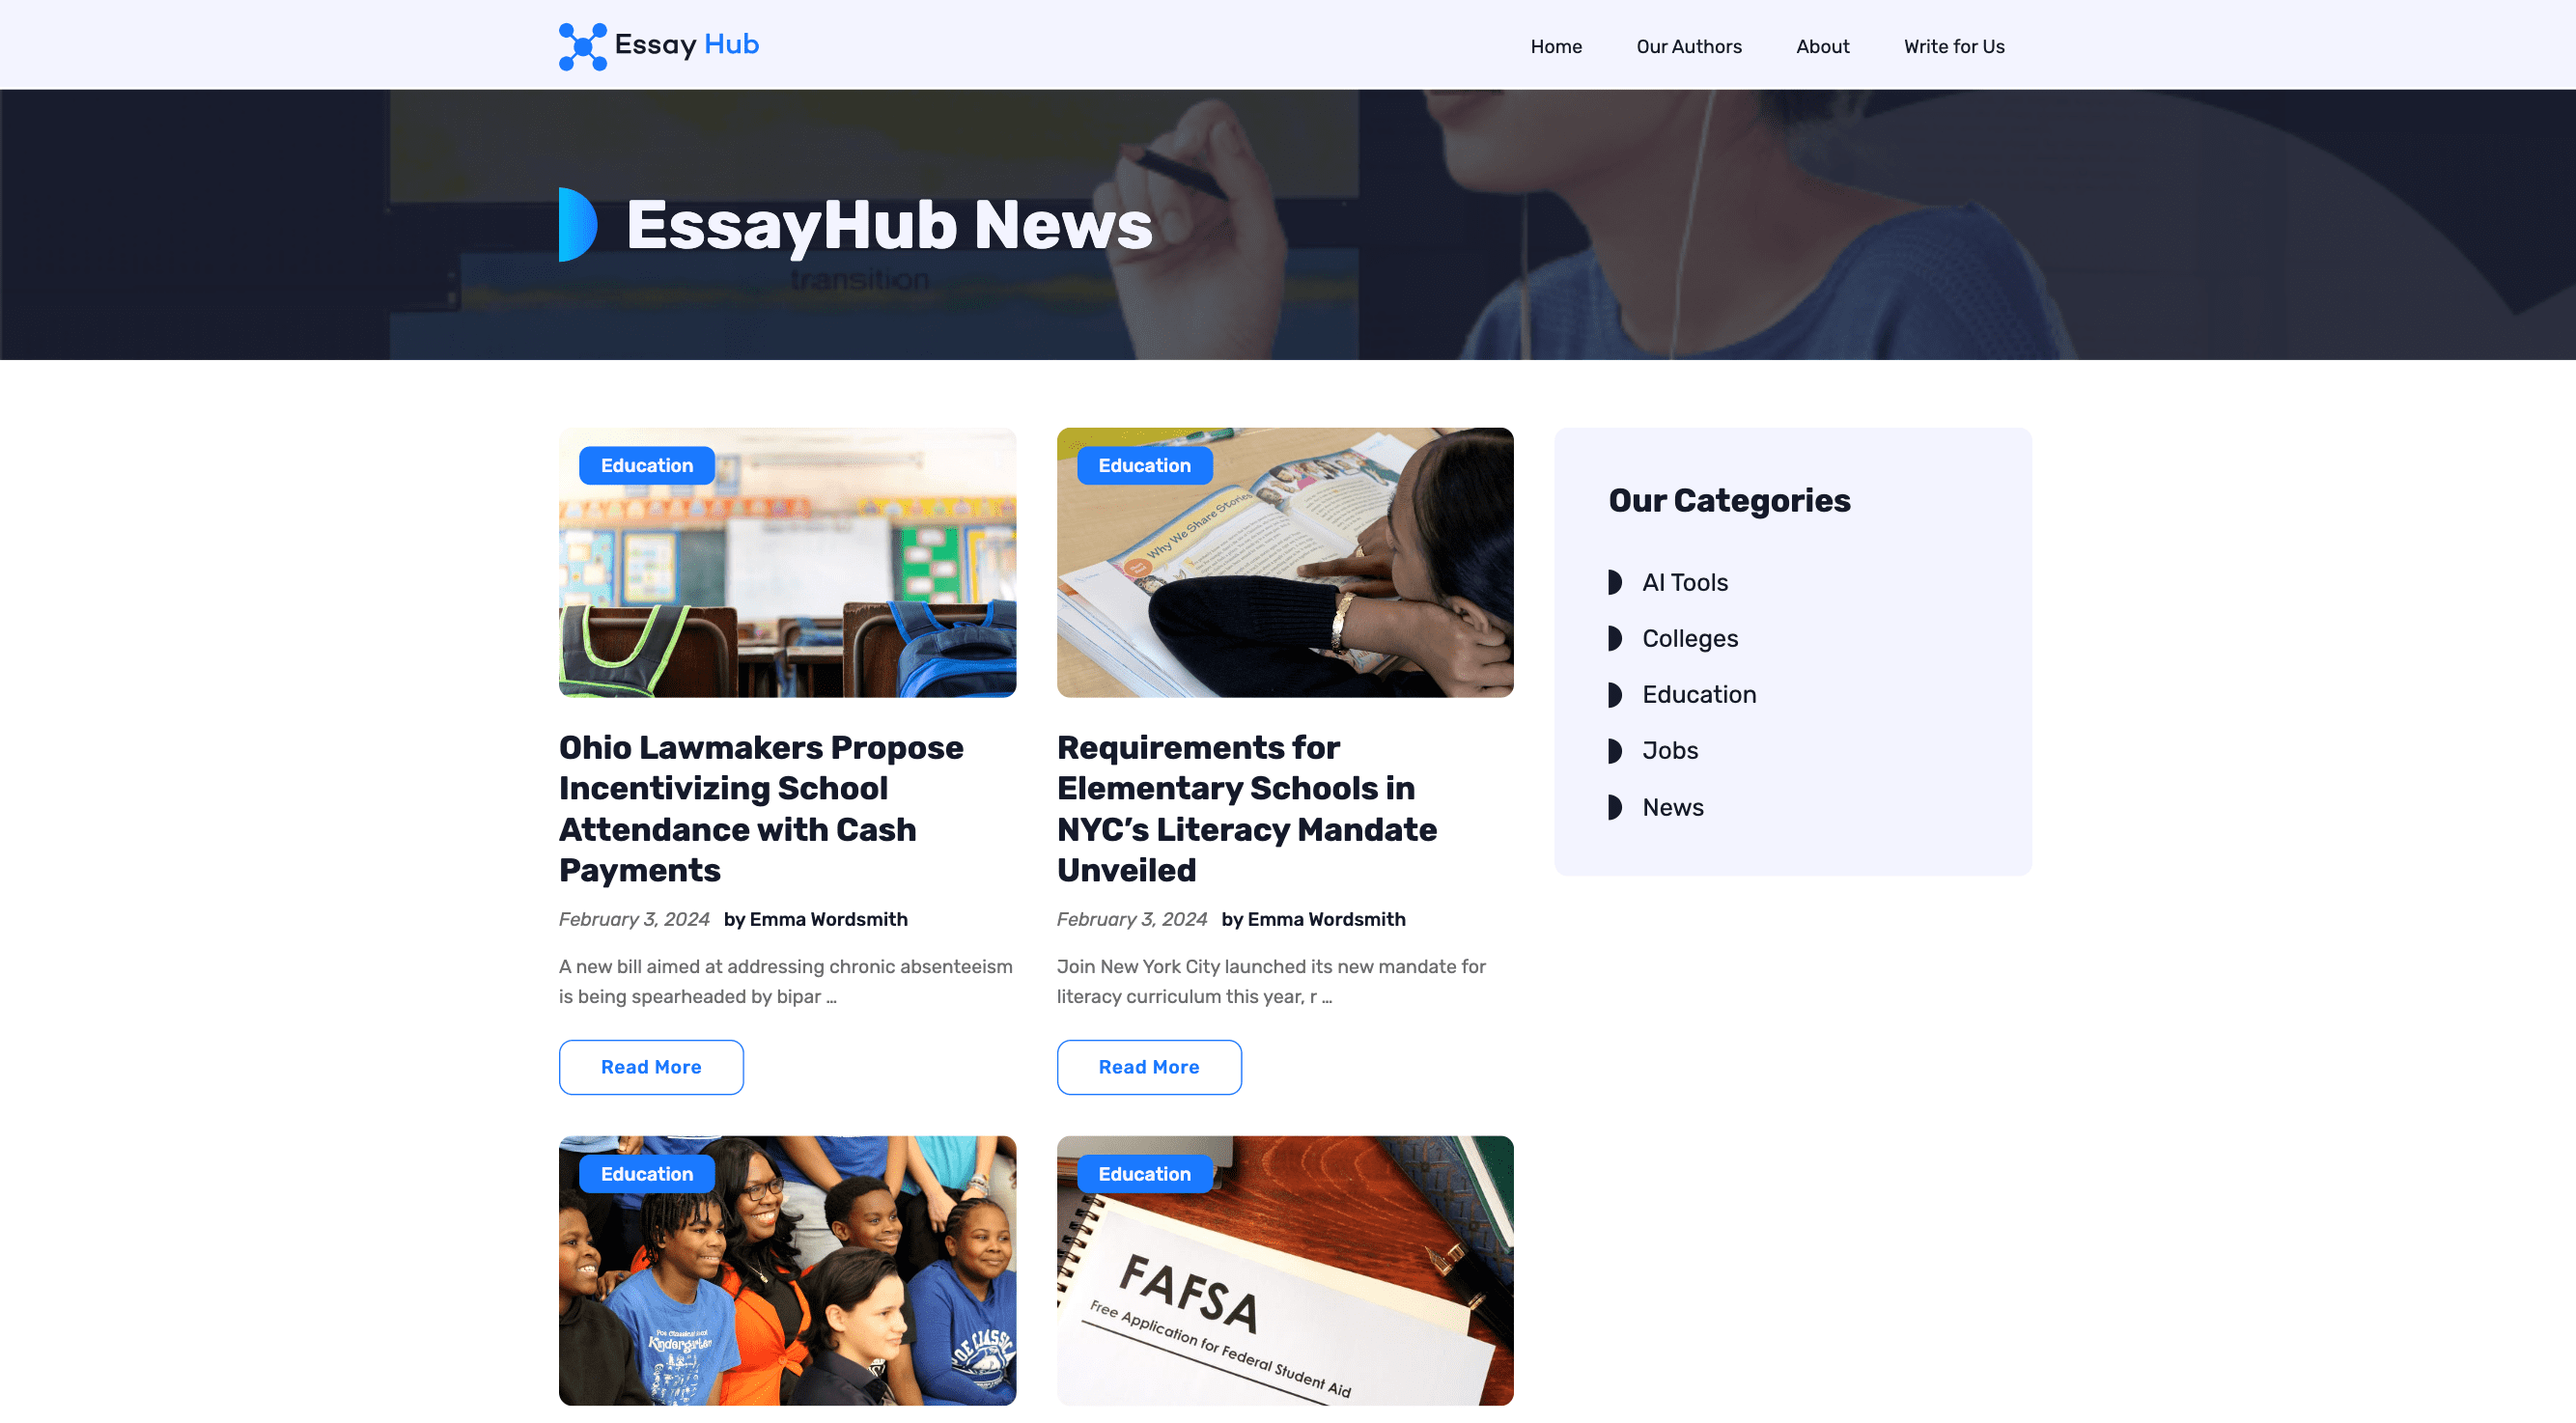 Essay Hub
Home
Our Authors
About
Write for Us
EssayHub News
transition
Education
Why We Share Stories
Education
Ohio Lawmakers Propose
Incentivizing School
Attendance with Cash
Payments
February 3, 2024 by Emma Wordsmith
A new bill aimed at addressing chronic absenteeism
is being spearheaded by bipar ...
Read More
Requirements for
Elementary Schools in
NYC’s Literacy Mandate
Unveiled
February 3, 2024 by Emma Wordsmith
Join New York City launched its new mandate for
literacy curriculum this year, r ...
Read More
Our Categories
AI Tools
Colleges
Education
Jobs
News
Education
Kindergarten
Education
FAFSA
Free Application for Federal Student Aid